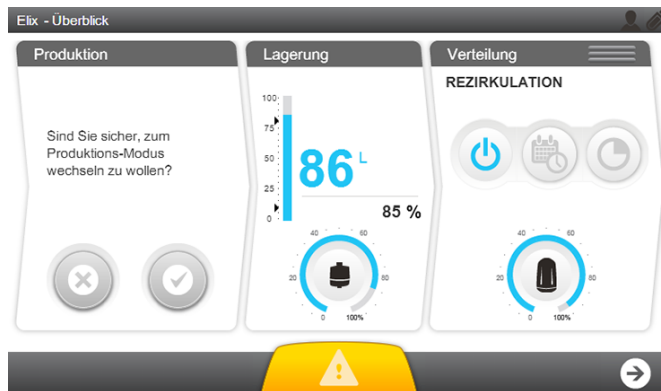 Elix - Überblick
Produktion
Sind Sie sicher, zum
Produktions-Modus
wechseln zu wollen?
Lagerung
100
75
50
25
0
86 L
85 %
40 60
20 80
0 100%
Verteilung
REZIRKULATION
40 60
20 80
0 100%